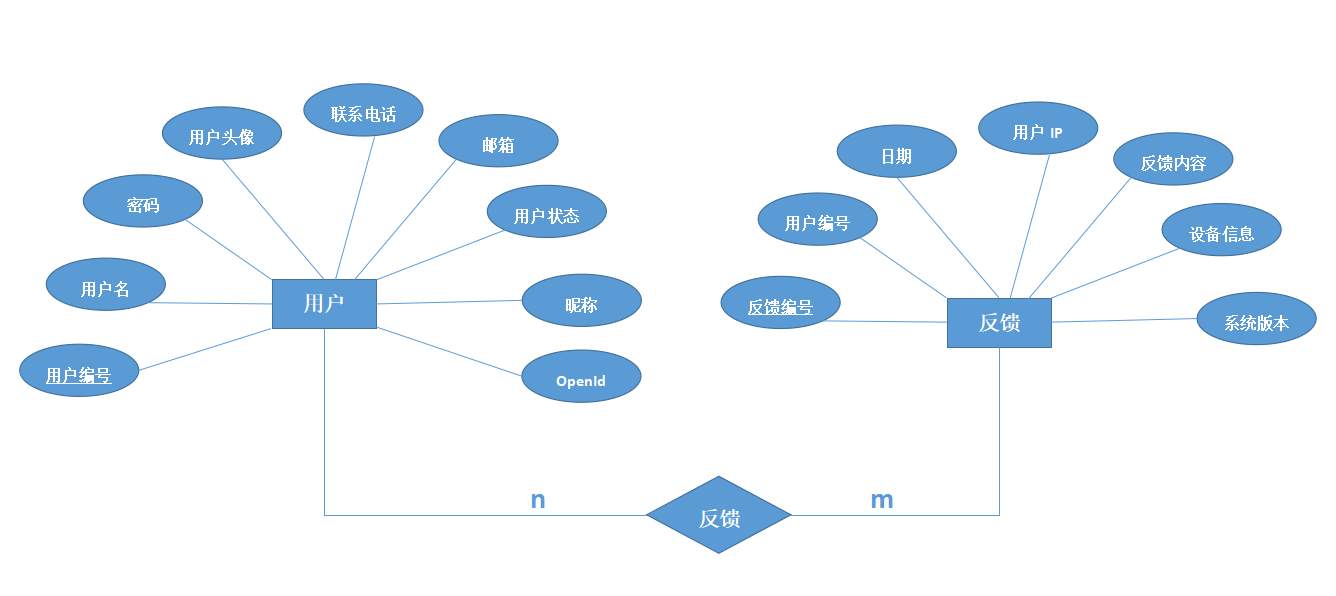 联系电话
用户头像
邮箱
密码
用户状态
用户名
用户
昵称
用户编号
OpenId
用户 IP
日期
反馈内容
用户编号
设备信息
反馈编号
反馈
系统版本
n
反馈
m